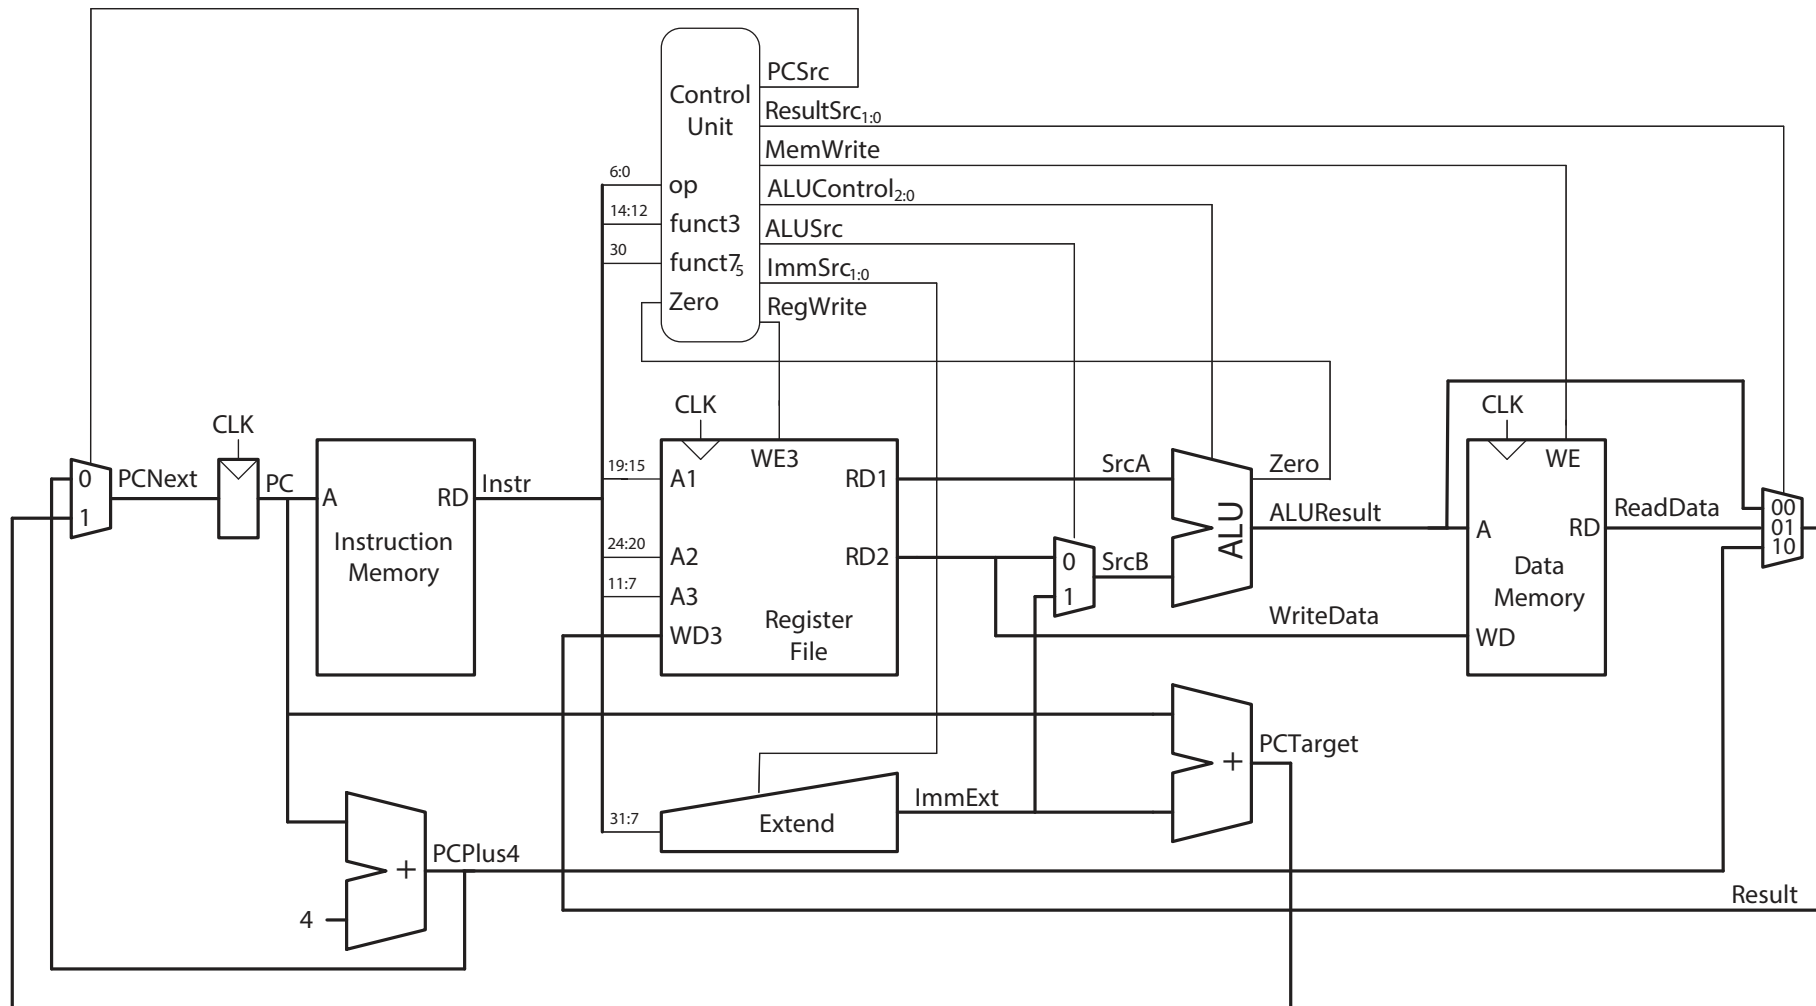 PCSrc
Control
Unit
ResultSrc1:0
MemWrite
6:0
op
ALUControl2:0
14:12
funct3
ALUSrc
30
funct75
ImmSrc1:0
Zero
RegWrite
CLK
CLK
CLK
PCNext
0
1
PC
A
RD
Instr
Instruction
Memory
19:15
A1
WE3
RD1
SrcA
ALU
Zero
ALUResult
24:20
A2
RD2
0
1
SrcB
11:7
A3
WD3
Register
File
WriteData
WE
A
RD
ReadData
Data
Memory
WD
00
01
10
+
PCTarget
31:7
Extend
ImmExt
PCPlus4
+
4
Result